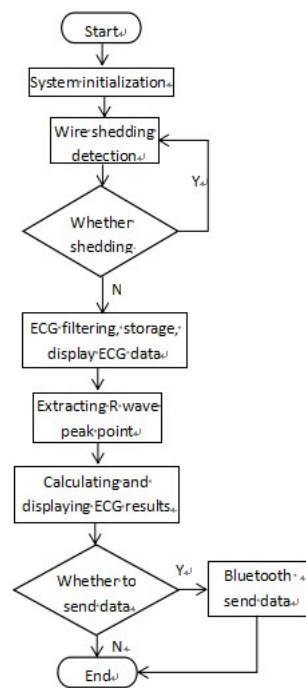 Start
System initialization
Wire shedding
detection
Y
Whether
shedding
N
ECG filtering, storage,
display ECG data
Extracting R wave
peak point
Calculating and
displaying ECG results
Whether to
send data
Y
Bluetooth
send data
N
End